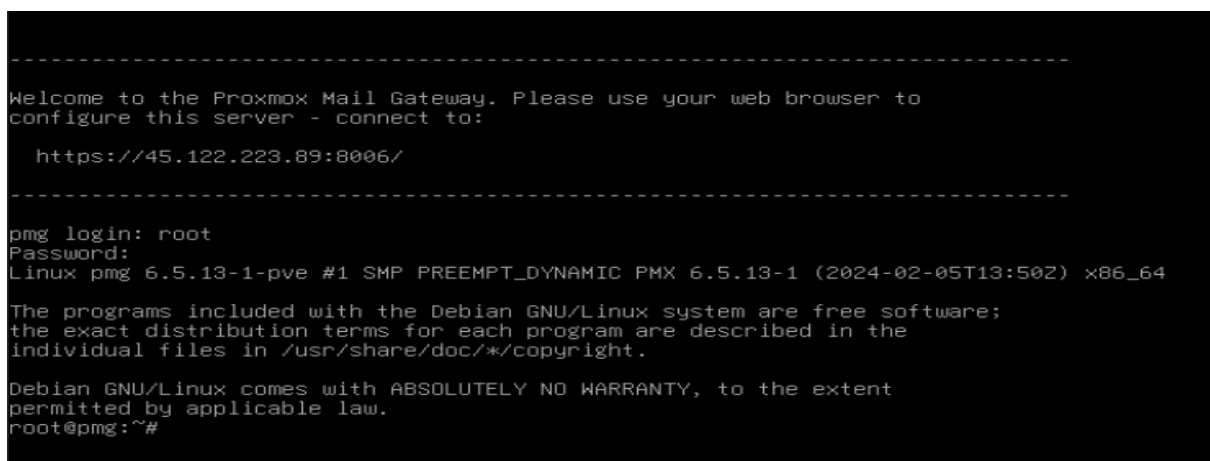 --------------------------------------------------------------------------------
Welcome to the Proxmox Mail Gateway. Please use your web browser to
configure this server - connect to:
https://45.122.223.89:8006/
--------------------------------------------------------------------------------
pmg login: root
Password:
Linux pmg 6.5.13-1-pve #1 SMP PREEMPT_DYNAMIC PMX 6.5.13-1 (2024-02-05T13:50Z) x86_64
The programs included with the Debian GNU/Linux system are free software;
the exact distribution terms for each program are described in the
individual files in /usr/share/doc/*/copyright.
Debian GNU/Linux comes with ABSOLUTELY NO WARRANTY, to the extent
permitted by applicable law.
root@pmg:~#